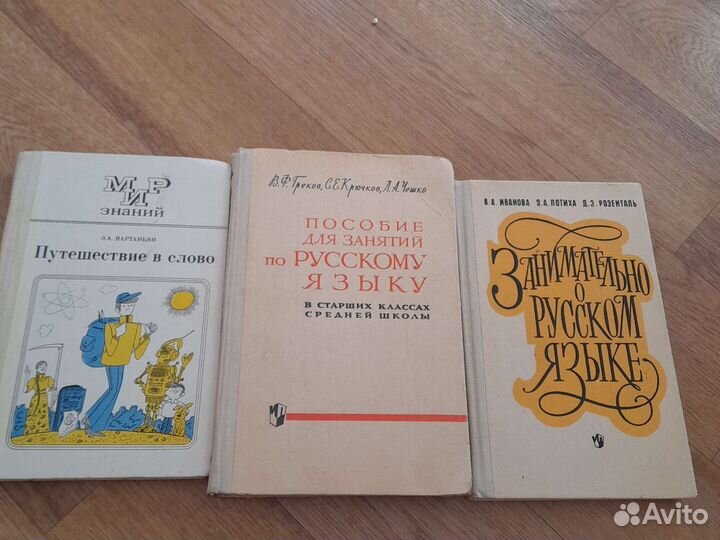 МИР
знаний
Э.А. ВАРТАНЬЯН
Путешествие в слово
В.Ф. Греков, С.Е. Крючков, Л.А. Чешко
ПОСОБИЕ
ДЛЯ ЗАНЯТИЙ
по РУССКОМУ
ЯЗЫКУ
В СТАРШИХ КЛАССАХ
СРЕДНЕЙ ШКОЛЫ
В.А. ИВАНОВА З.А. ПОТИХА Д.Э. РОЗЕНТАЛЬ
ЗАНИМАТЕЛЬНО
О
РУССКОМ
ЯЗЫКЕ
Avito